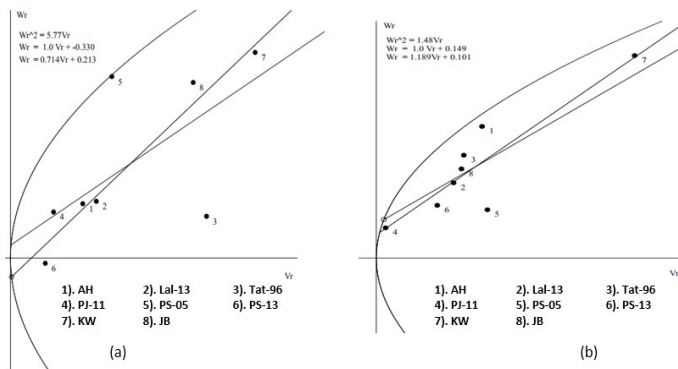 Wr
Wr^2 = 5.77Vr
Wr = 1.0 Vr + -0.330
Wr = 0.714Vr + 0.213
5
7
8
4
1
2
3
6
Vr
1). AH 2). Lal-13 3). Tat-96
4). PJ-11 5). PS-05 6). PS-13
7). KW 8). JB
(a)
Wr
Wr^2 = 1.48Vr
Wr = 1.0 Vr + 0.149
Wr = 1.189Vr + 0.101
7
1
3
8
2
6
5
4
Vr
1). AH 2). Lal-13 3). Tat-96
4). PJ-11 5). PS-05 6). PS-13
7). KW 8). JB
(b)